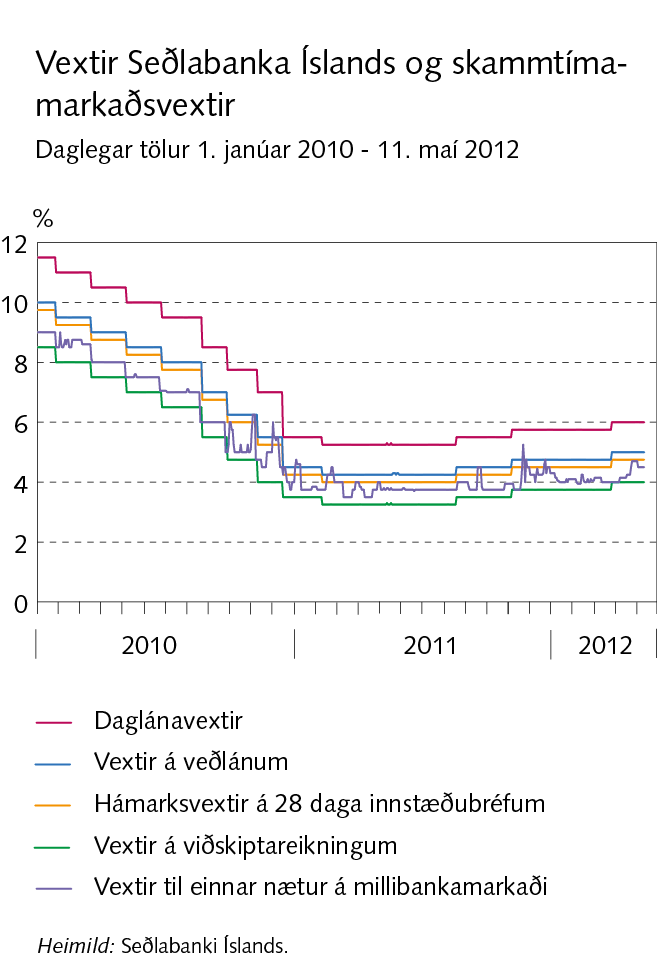 Vextir Seðlabanka Íslands og skammtíma-
markaðsvextir
Daglegar tölur 1. janúar 2010 - 11. maí 2012
%
12
10
8
6
4
2
0
2010 2011 2012
Daglánavextir
Vextir á veðlánum
Hámarksvextir á 28 daga innstæðubréfum
Vextir á viðskiptareikningum
Vextir til einnar nætur á millibankamarkaði
Heimild: Seðlabanki Íslands.